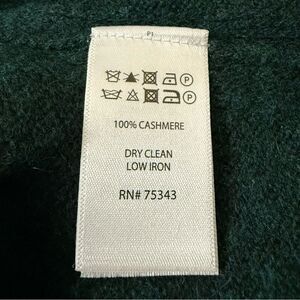 P
P
100% CASHMERE
DRY CLEAN
LOW IRON
RN# 75343